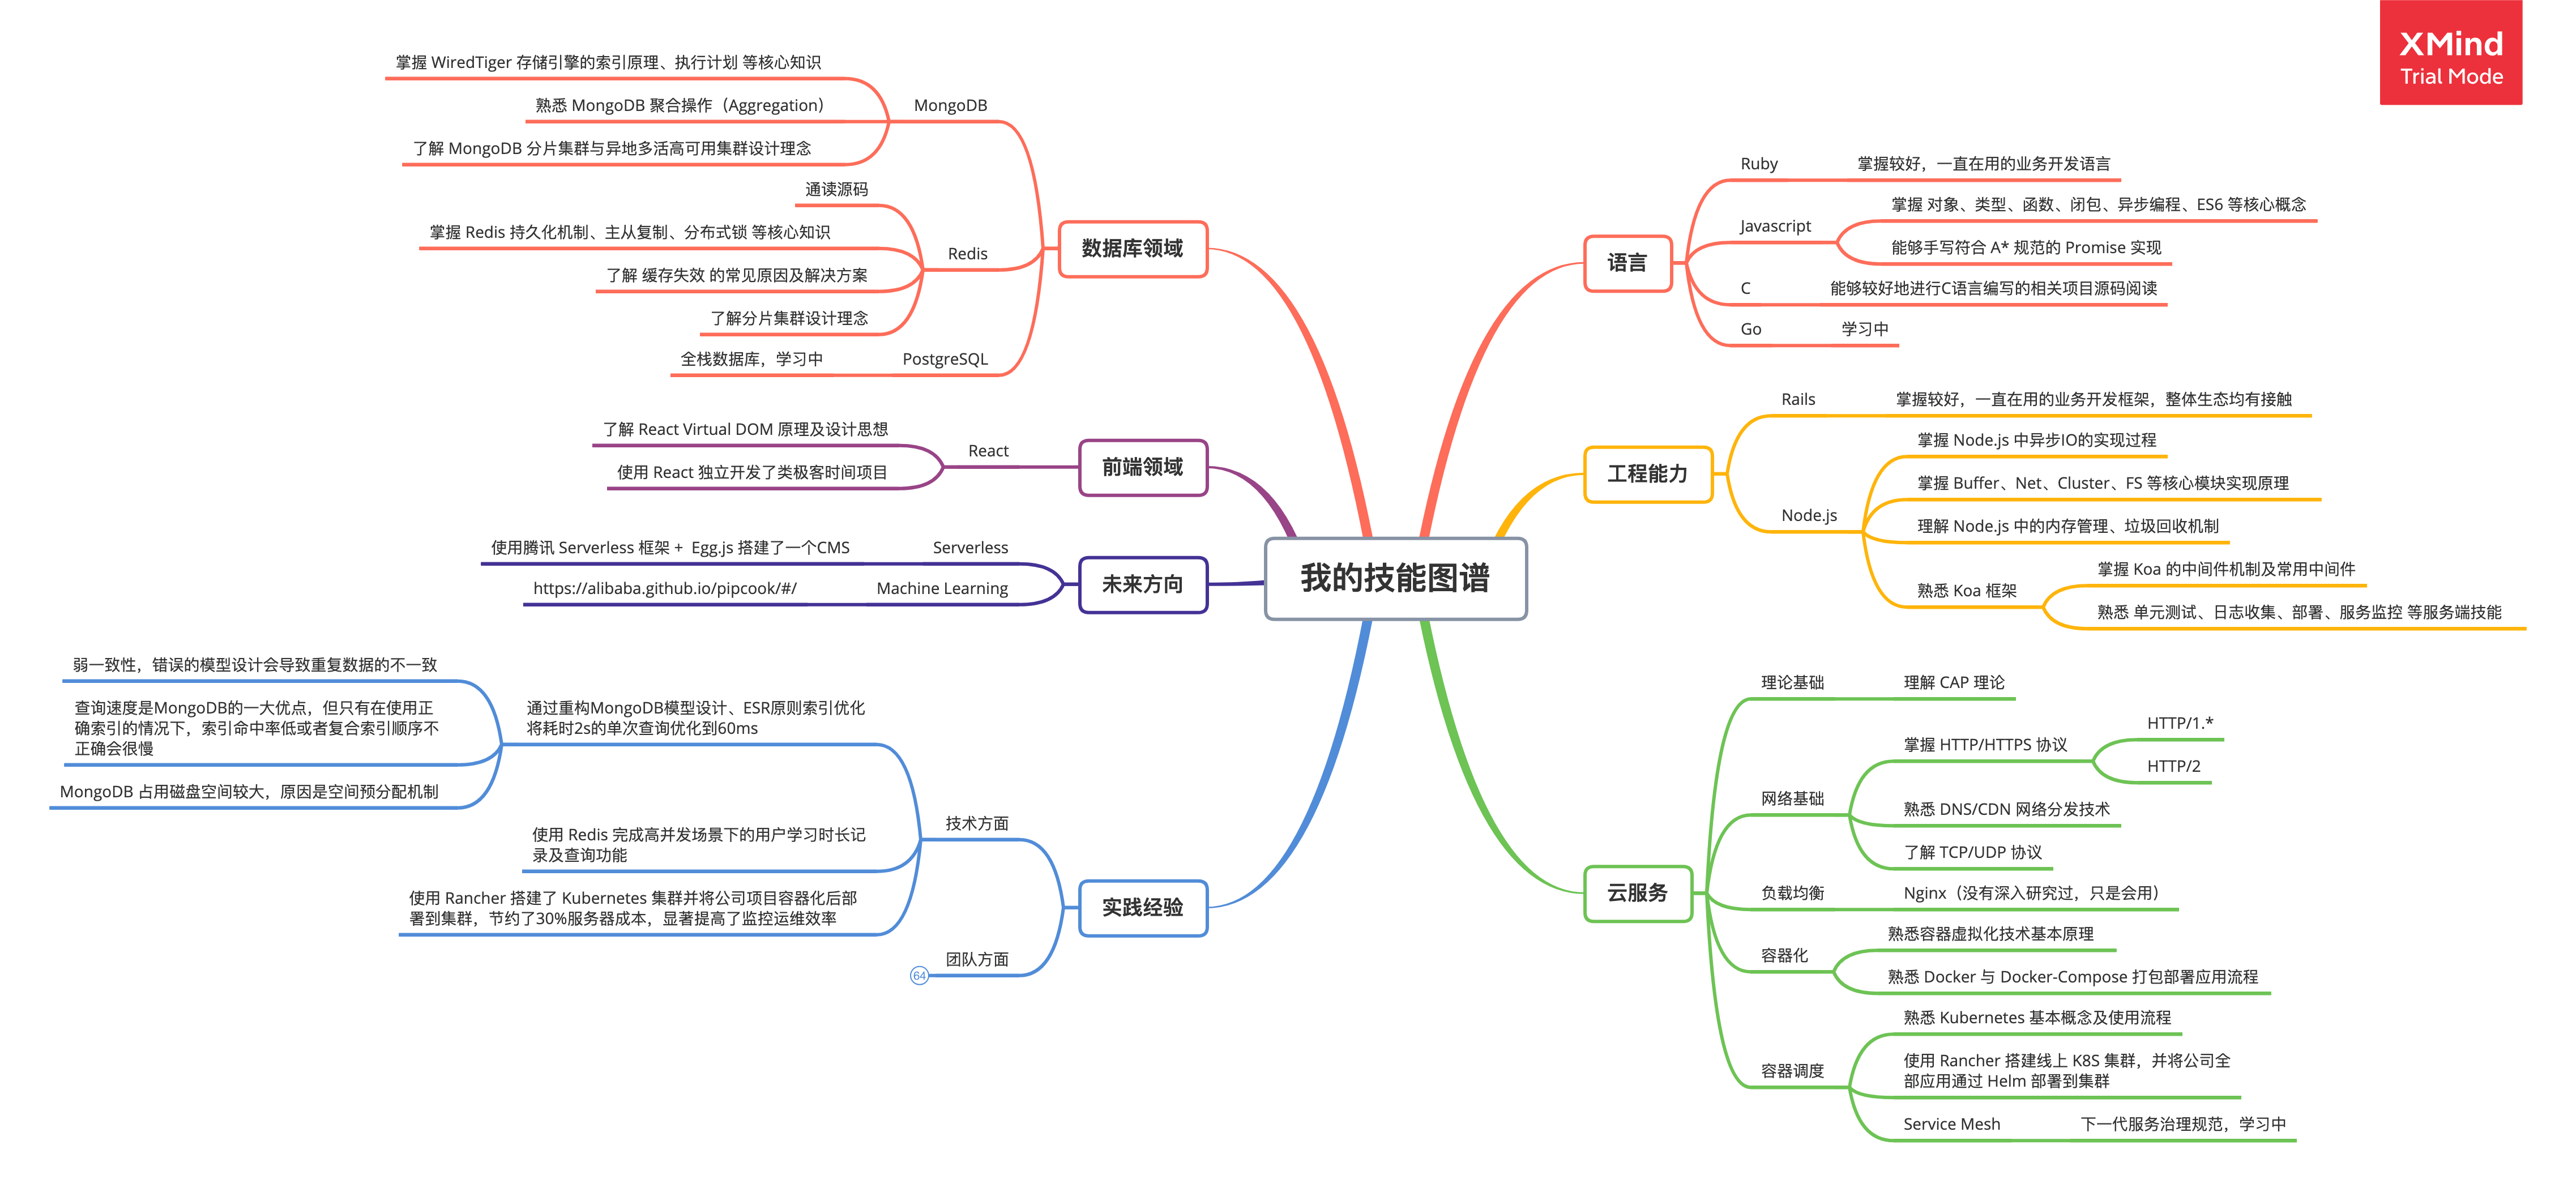 XMind
Trial Mode
我的技能图谱
语言
Ruby
掌握较好，一直在用的业务开发语言
Javascript
掌握 对象、类型、函数、闭包、异步编程、ES6 等核心概念
能够手写符合 A* 规范的 Promise 实现
C
能够较好地进行C语言编写的相关项目源码阅读
Go
学习中
工程能力
Rails
掌握较好，一直在用的业务开发框架，整体生态均有接触
Node.js
掌握 Node.js 中异步IO的实现过程
掌握 Buffer、Net、Cluster、FS 等核心模块实现原理
理解 Node.js 中的内存管理、垃圾回收机制
熟悉 Koa 框架
掌握 Koa 的中间件机制及常用中间件
熟悉 单元测试、日志收集、部署、服务监控 等服务端技能
云服务
理论基础
理解 CAP 理论
网络基础
掌握 HTTP/HTTPS 协议
HTTP/1.*
HTTP/2
熟悉 DNS/CDN 网络分发技术
了解 TCP/UDP 协议
负载均衡
Nginx（没有深入研究过，只是会用）
容器化
熟悉容器虚拟化技术基本原理
熟悉 Docker 与 Docker-Compose 打包部署应用流程
容器调度
熟悉 Kubernetes 基本概念及使用流程
使用 Rancher 搭建线上 K8S 集群，并将公司全
部应用通过 Helm 部署到集群
Service Mesh
下一代服务治理规范，学习中
数据库领域
MongoDB
掌握 WiredTiger 存储引擎的索引原理、执行计划 等核心知识
熟悉 MongoDB 聚合操作（Aggregation）
了解 MongoDB 分片集群与异地多活高可用集群设计理念
Redis
通读源码
掌握 Redis 持久化机制、主从复制、分布式锁 等核心知识
了解 缓存失效 的常见原因及解决方案
了解分片集群设计理念
PostgreSQL
全栈数据库，学习中
前端领域
React
了解 React Virtual DOM 原理及设计思想
使用 React 独立开发了类极客时间项目
未来方向
Serverless
使用腾讯 Serverless 框架 + Egg.js 搭建了一个CMS
Machine Learning
https://alibaba.github.io/pipcook/#/
实践经验
技术方面
通过重构MongoDB模型设计、ESR原则索引优化
将耗时2s的单次查询优化到60ms
弱一致性，错误的模型设计会导致重复数据的不一致
查询速度是MongoDB的一大优点，但只有在使用正
确索引的情况下，索引命中率低或者复合索引顺序不
正确会很慢
MongoDB 占用磁盘空间较大，原因是空间预分配机制
使用 Redis 完成高并发场景下的用户学习时长记
录及查询功能
使用 Rancher 搭建了 Kubernetes 集群并将公司项目容器化后部
署到集群，节约了30%服务器成本，显著提高了监控运维效率
团队方面
64